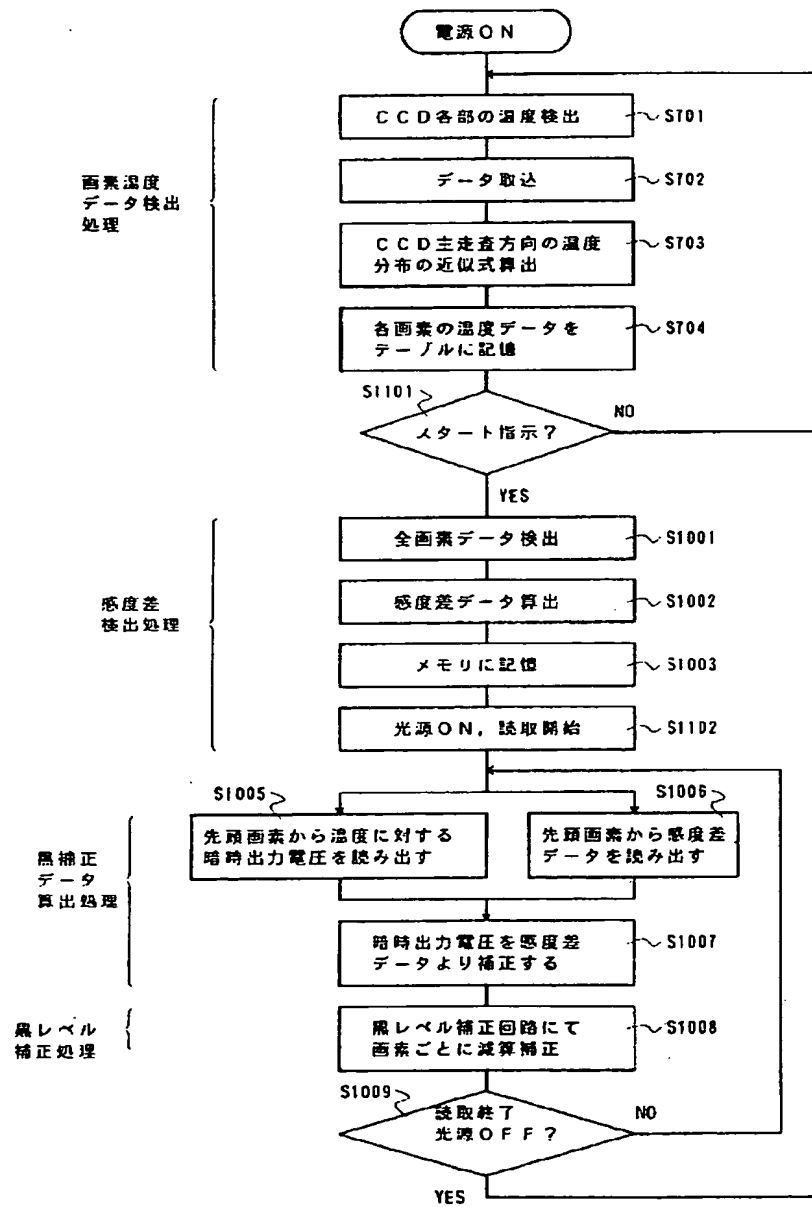 電源ON
CCD各部の温度検出
S701
データ取込
S702
画素温度
データ検出
処理
CCD主走査方向の温度
分布の近似式算出
S703
各画素の温度データを
テーブルに記憶
S704
S1101
スタート指示?
NO
YES
全画素データ検出
S1001
感度差データ算出
S1002
感度差
検出処理
メモリに記憶
S1003
光源ON,読取開始
S1102
S1005
先頭画素から温度に対する
暗時出力電圧を読み出す
S1006
先頭画素から感度差
データを読み出す
黒補正
データ
算出処理
暗時出力電圧を感度差
データより補正する
S1007
黒レベル
補正処理
黒レベル補正回路にて
画素ごとに減算補正
S1008
S1009
読取終了
光源OFF?
NO
YES